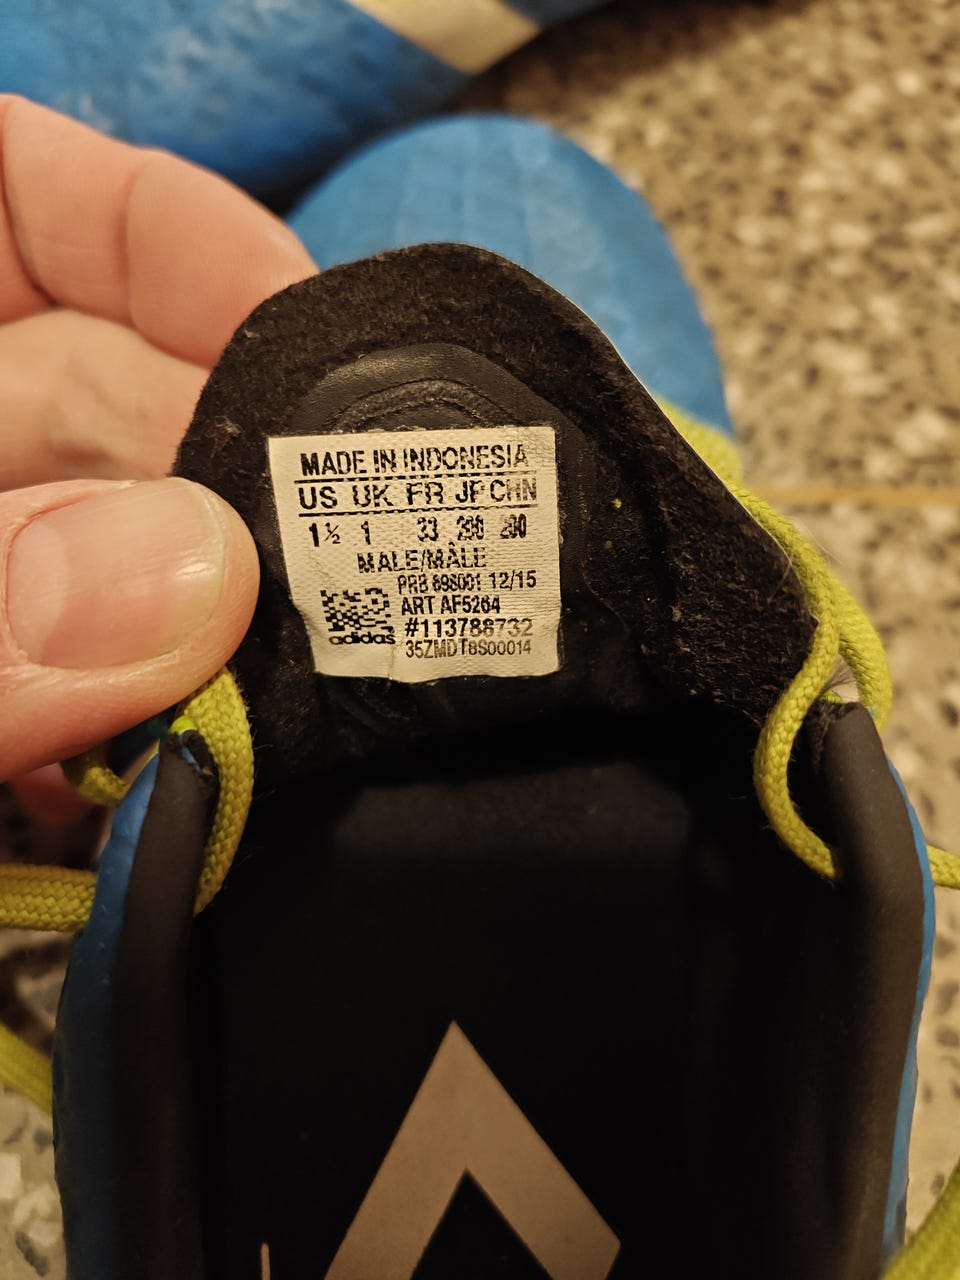 MADE IN INDONESIA
US UK FR JP CHN
1½ 1 33 200 200
MALE/MÂLE
PRB 898001 12/15
ART AF5264
#113788732
adidas 35ZMDT8S00014